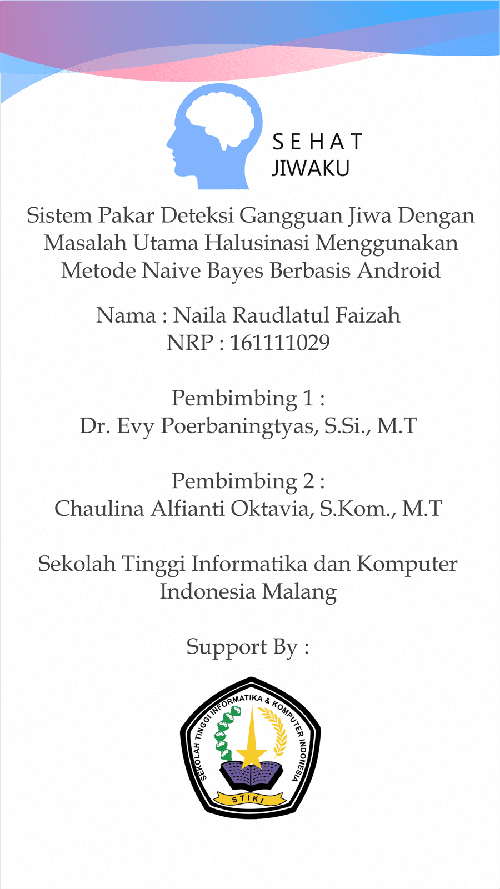 S E H A T
JIWAKU
Sistem Pakar Deteksi Gangguan Jiwa Dengan
Masalah Utama Halusinasi Menggunakan
Metode Naive Bayes Berbasis Android
Nama : Naila Raudlatul Faizah
NRP : 161111029
Pembimbing 1 :
Dr. Evy Poerbaningtyas, S.Si., M.T
Pembimbing 2 :
Chaulina Alfianti Oktavia, S.Kom., M.T
Sekolah Tinggi Informatika dan Komputer
Indonesia Malang
Support By :
SEKOLAH TINGGI INFORMATIKA & KOMPUTER INDONESIA
STIKI